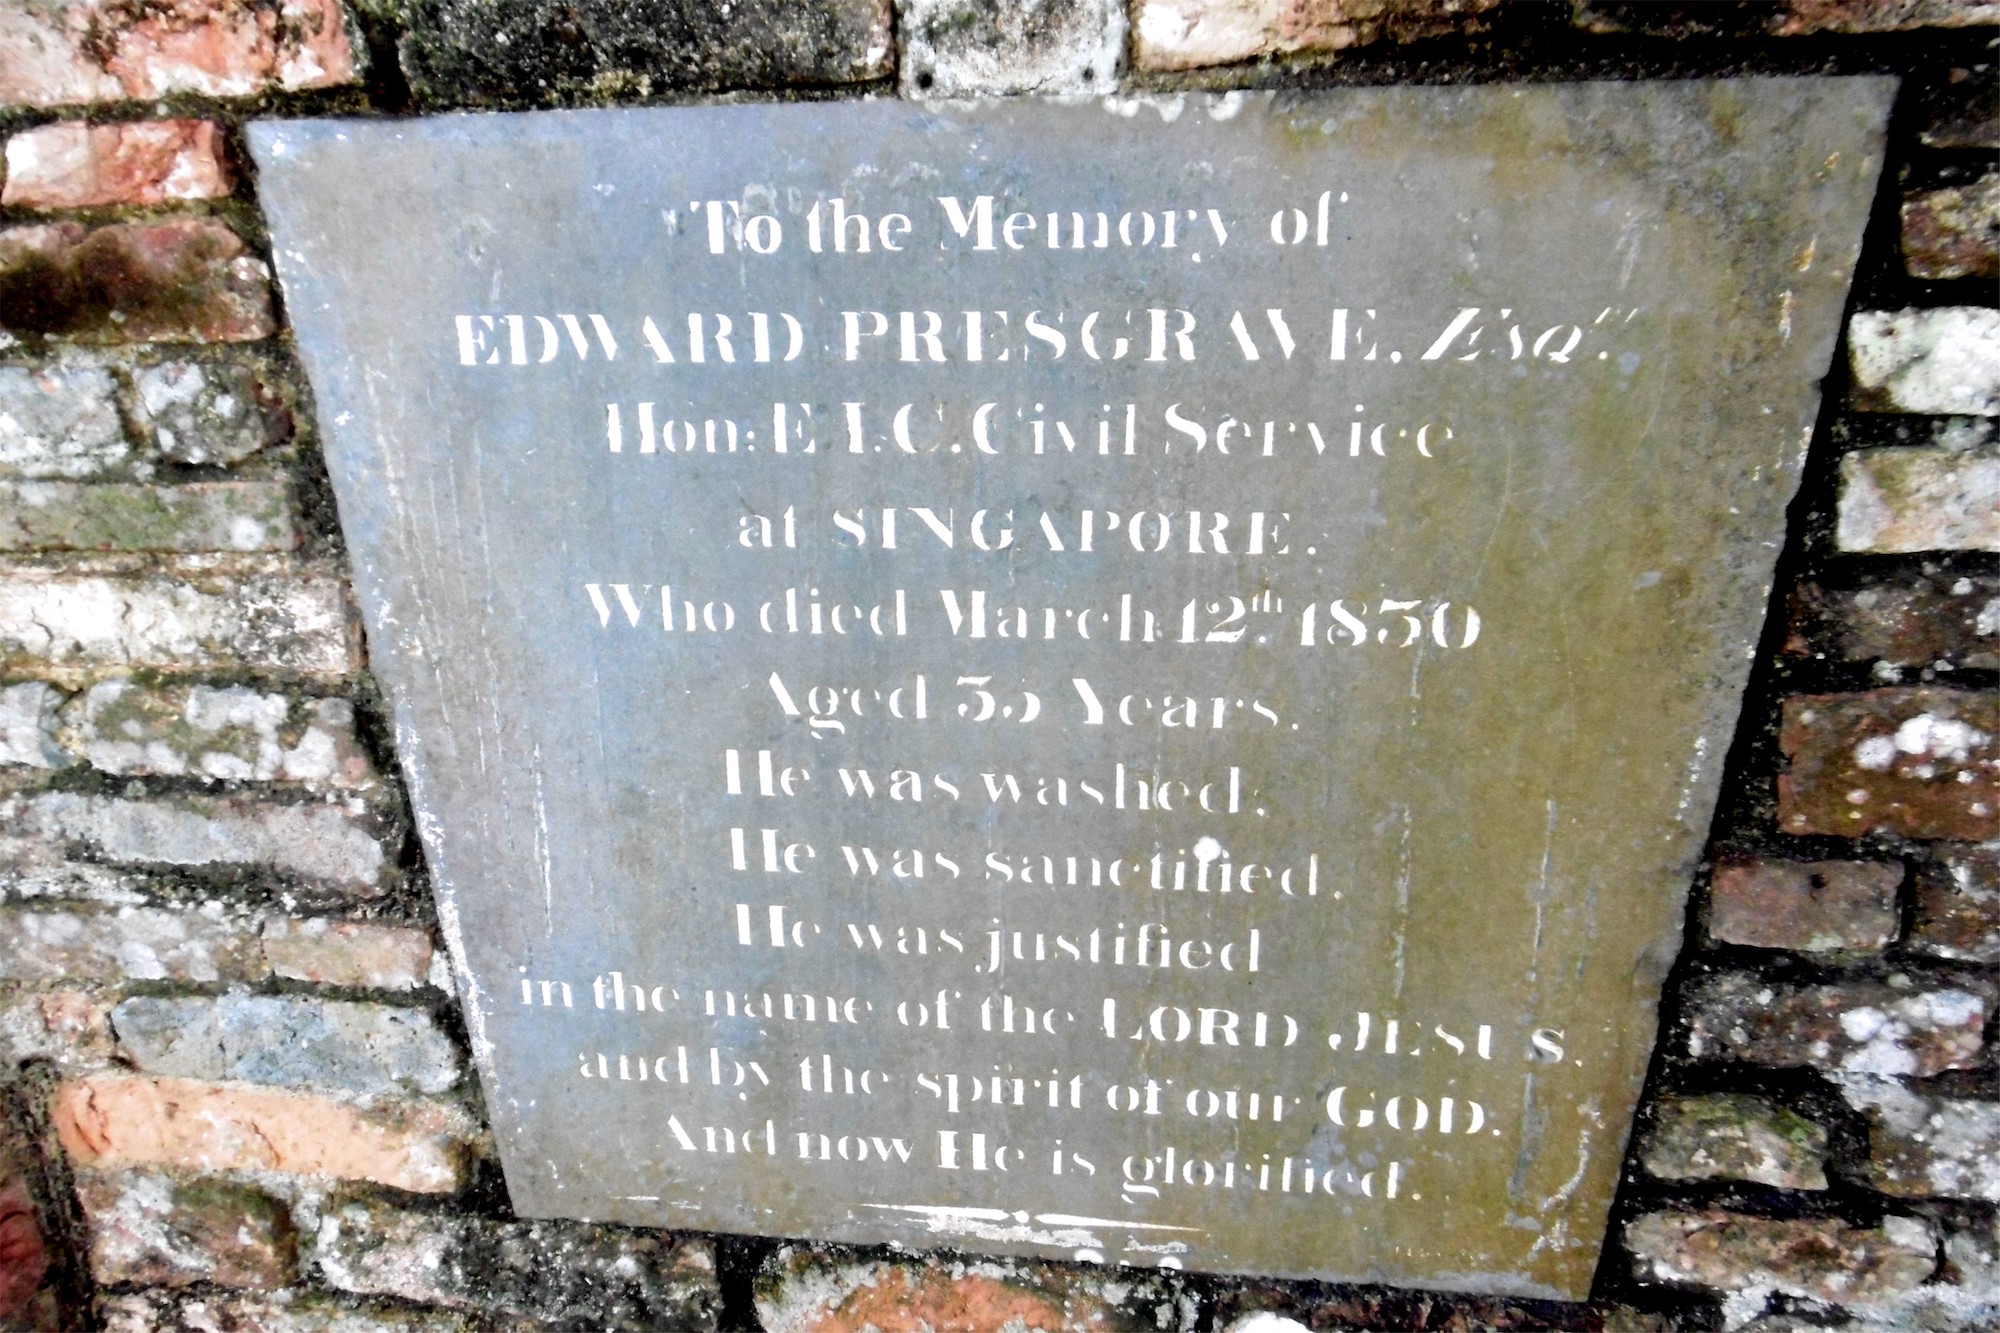 To the Memory of
EDWARD PRESGRAVE, Esqr.
Hon: E I.C. Civil Service
at SINGAPORE.
Who died March 12th. 1830
Aged 35 Years.
He was washed,
He was sanctified,
He was justified
in the name of the LORD JESUS.
and by the spirit of our GOD.
And now He is glorified.